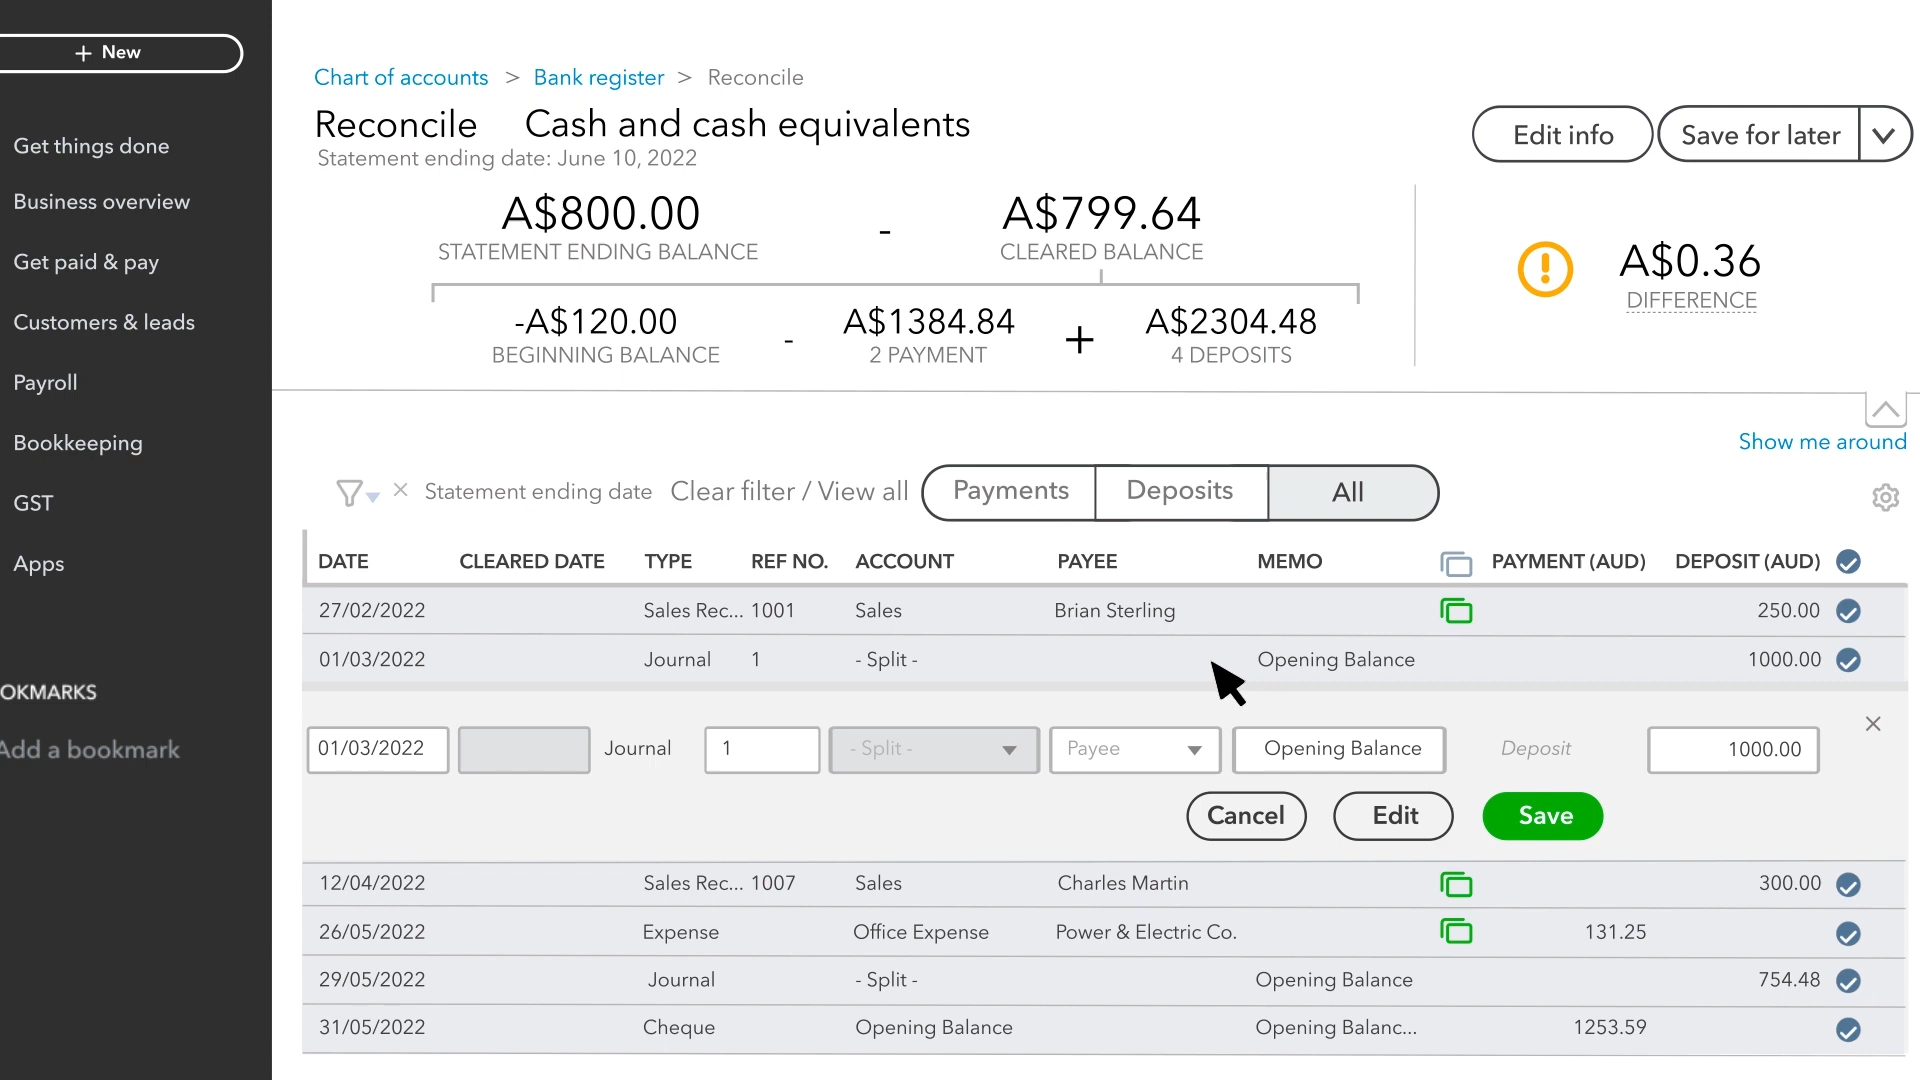 + New
Get things done
Business overview
Get paid & pay
Customers & leads
Payroll
Bookkeeping
GST
Apps
OKMARKS
Add a bookmark
Chart of accounts > Bank register > Reconcile
Reconcile Cash and cash equivalents
Statement ending date: June 10, 2022
Edit info
Save for later
A$800.00 - A$799.64
STATEMENT ENDING BALANCE CLEARED BALANCE
-A$120.00 - A$1384.84 + A$2304.48
BEGINNING BALANCE 2 PAYMENT 4 DEPOSITS
A$0.36
DIFFERENCE
Show me around
Statement ending date Clear filter / View all Payments Deposits All
DATE CLEARED DATE TYPE REF NO. ACCOUNT PAYEE MEMO PAYMENT (AUD) DEPOSIT (AUD)
27/02/2022 Sales Rec... 1001 Sales Brian Sterling 250.00
01/03/2022 Journal 1 - Split - Opening Balance 1000.00
01/03/2022 Journal 1 - Split - Payee Opening Balance Deposit 1000.00
Cancel Edit Save
12/04/2022 Sales Rec... 1007 Sales Charles Martin 300.00
26/05/2022 Expense Office Expense Power & Electric Co. 131.25
29/05/2022 Journal - Split - Opening Balance 754.48
31/05/2022 Cheque Opening Balance Opening Balanc... 1253.59